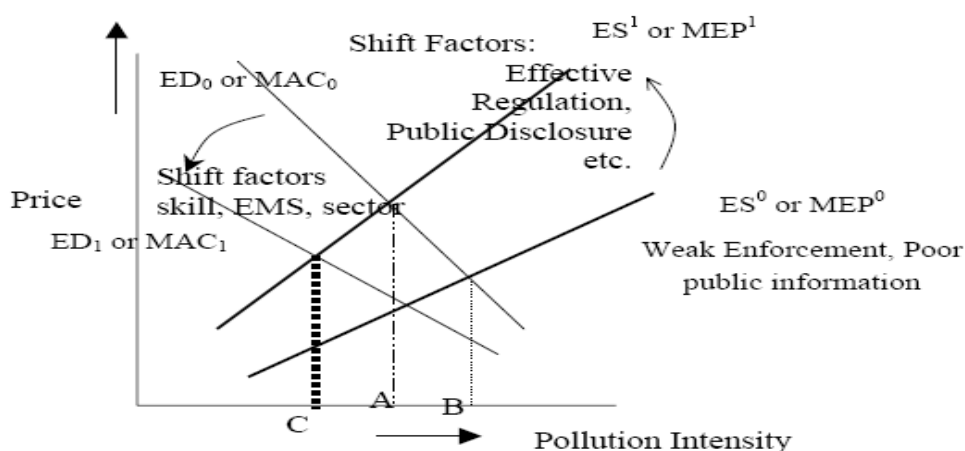 Shift Factors:
Effective
Regulation,
Public Disclosure
etc.
ES¹ or MEP¹
ED₀ or MAC₀
Shift factors
skill, EMS, sector
Price
ED₁ or MAC₁
ES⁰ or MEP⁰
Weak Enforcement, Poor
public information
C
A
B
Pollution Intensity